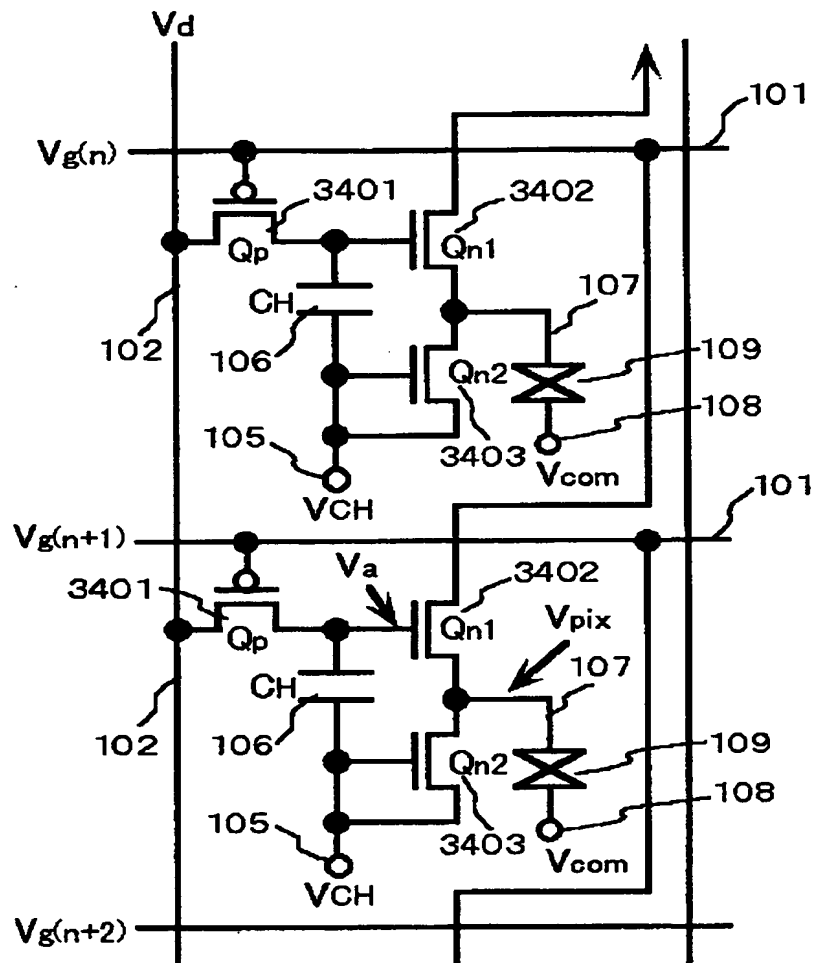 Vd
101
Vg(n)
3401
3402
Qp
Qn1
CH
107
102
106
Qn2
109
105
108
3403
Vcom
VCH
101
Vg(n+1)
Va
3402
3401
Vpix
Qp
Qn1
107
CH
102
106
Qn2
109
105
108
3403
Vcom
VCH
Vg(n+2)